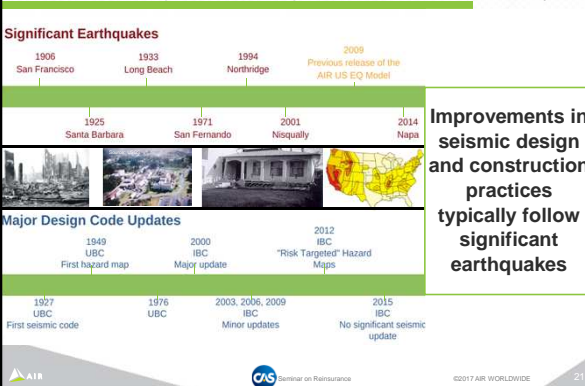 Significant Earthquakes
1906
San Francisco
1933
Long Beach
1994
Northridge
2009
Previous release of the
AIR US EQ Model
1925
Santa Barbara
1971
San Fernando
2001
Nisqually
2014
Napa
Improvements in
seismic design
and construction
practices
typically follow
significant
earthquakes
Major Design Code Updates
1949
UBC
First hazard map
2000
IBC
Major update
2012
IBC
"Risk Targeted" Hazard
Maps
1927
UBC
First seismic code
1976
UBC
2003, 2006, 2009
IBC
Minor updates
2015
IBC
No significant seismic
update
AIR
CAS Seminar on Reinsurance
©2017 AIR WORLDWIDE
21